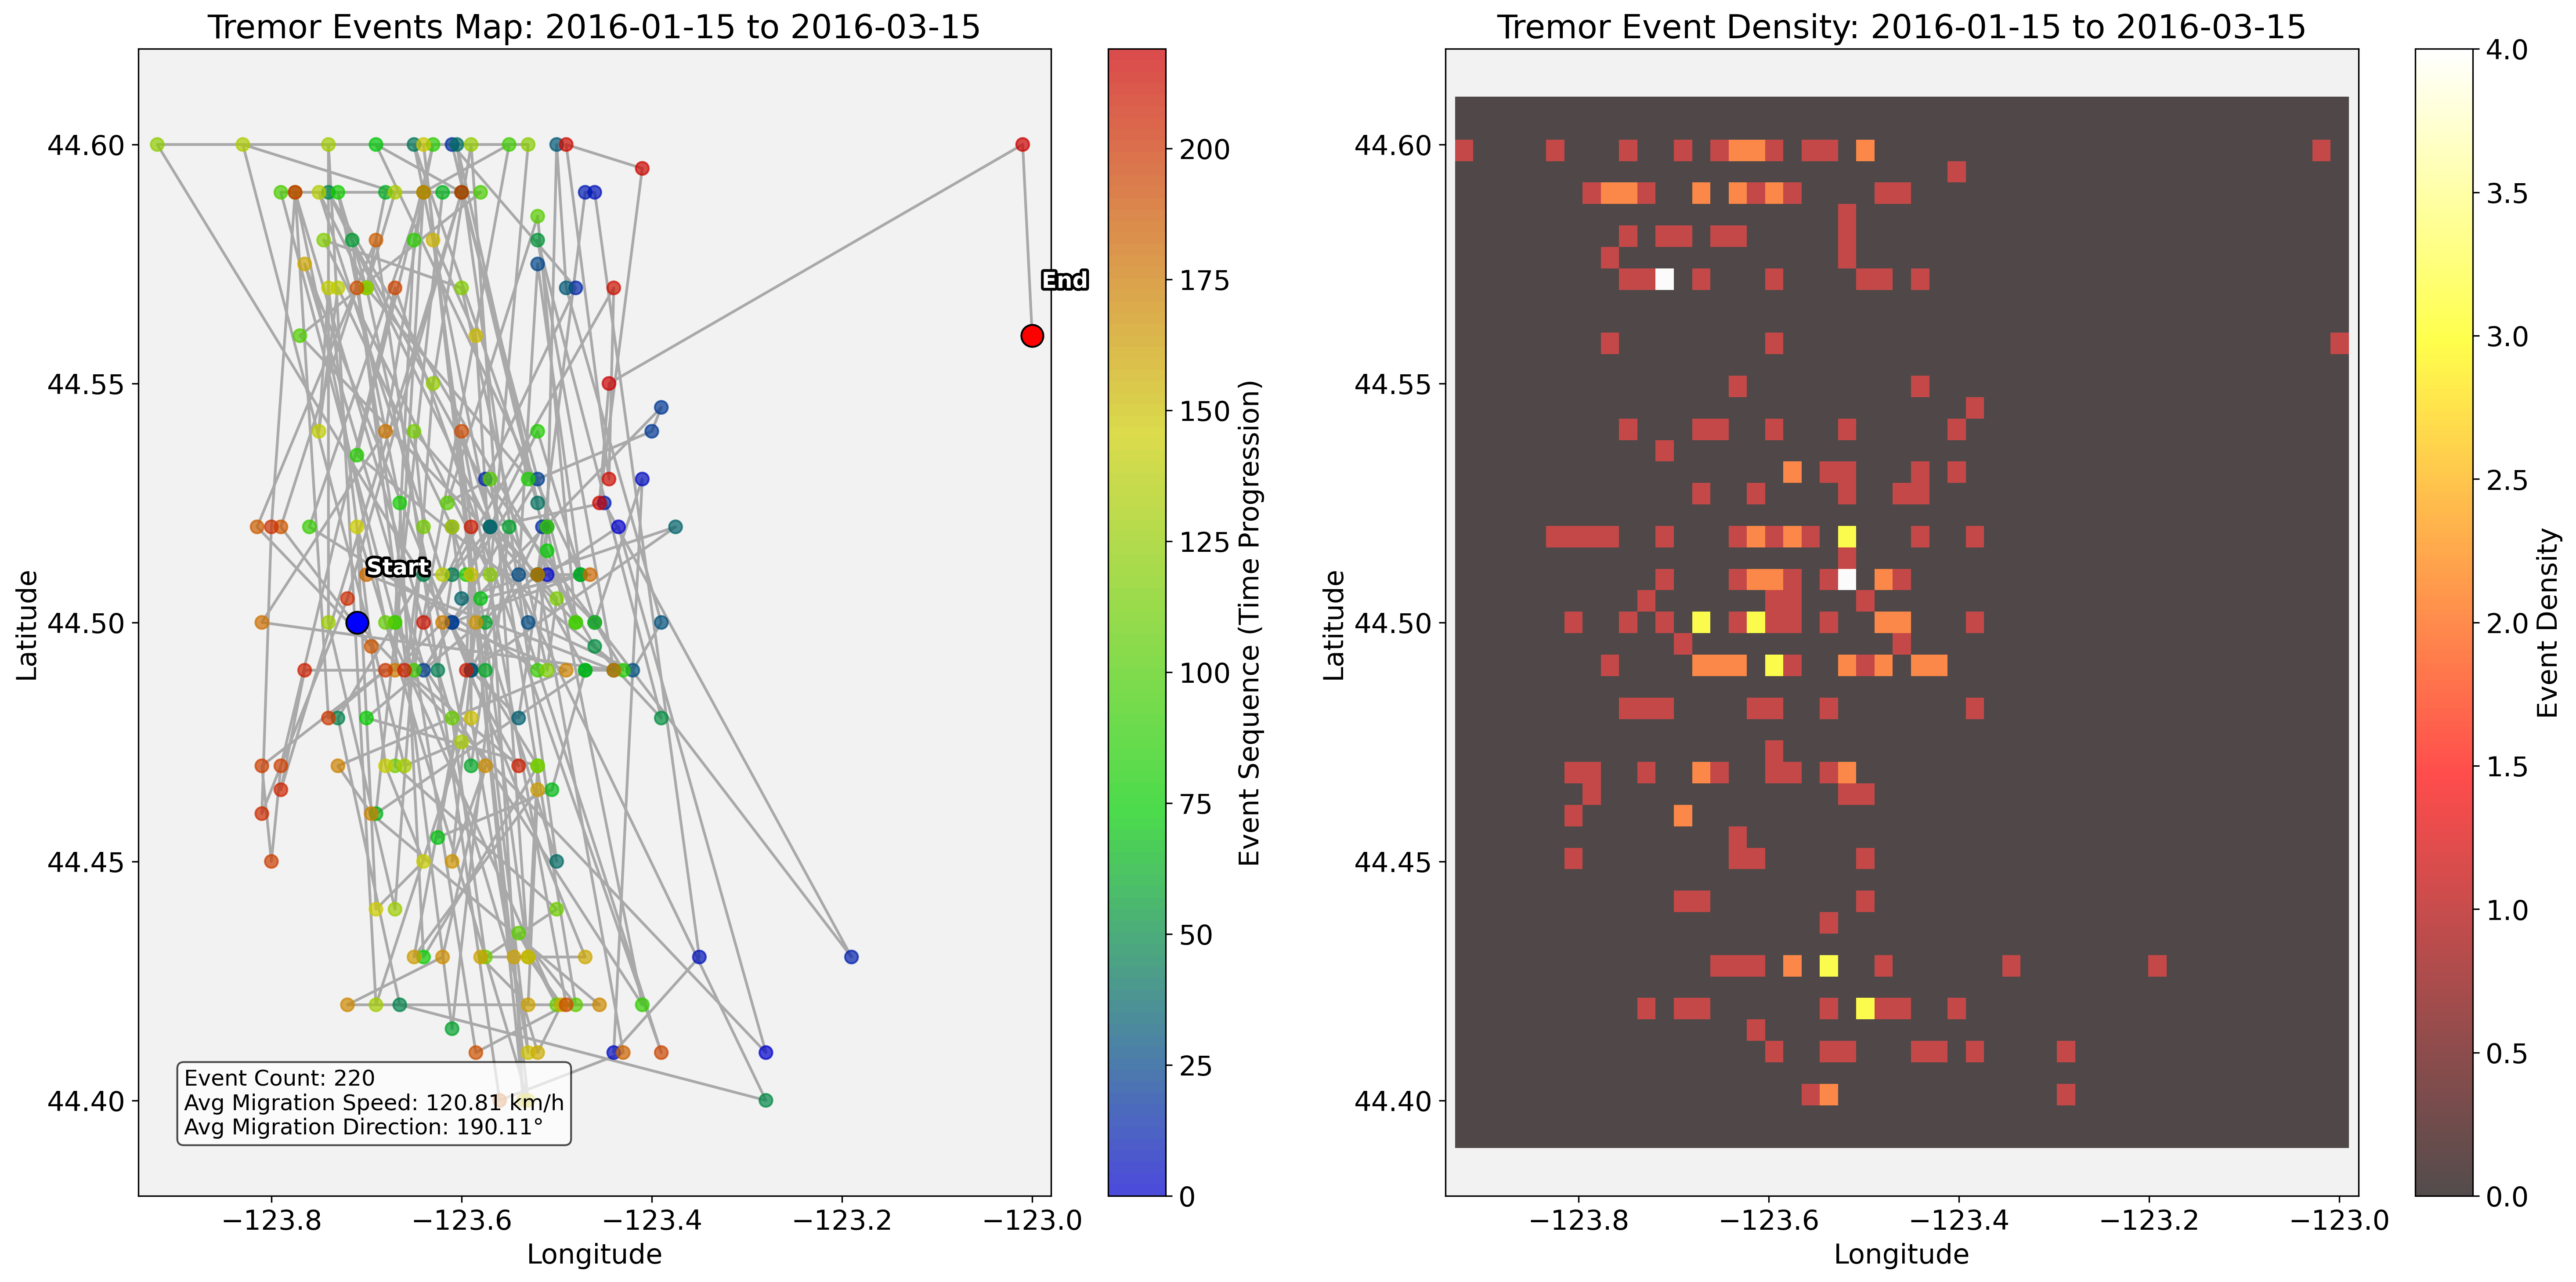 Tremor Events Map: 2016-01-15 to 2016-03-15
44.60
44.55
44.50
44.45
44.40
Latitude
−123.8
−123.6
−123.4
−123.2
−123.0
Longitude
Start
End
Event Count: 220
Avg Migration Speed: 120.81 km/h
Avg Migration Direction: 190.11°
200
175
150
125
100
75
50
25
0
Event Sequence (Time Progression)
Tremor Event Density: 2016-01-15 to 2016-03-15
44.60
44.55
44.50
44.45
44.40
Latitude
−123.8
−123.6
−123.4
−123.2
−123.0
Longitude
4.0
3.5
3.0
2.5
2.0
1.5
1.0
0.5
0.0
Event Density